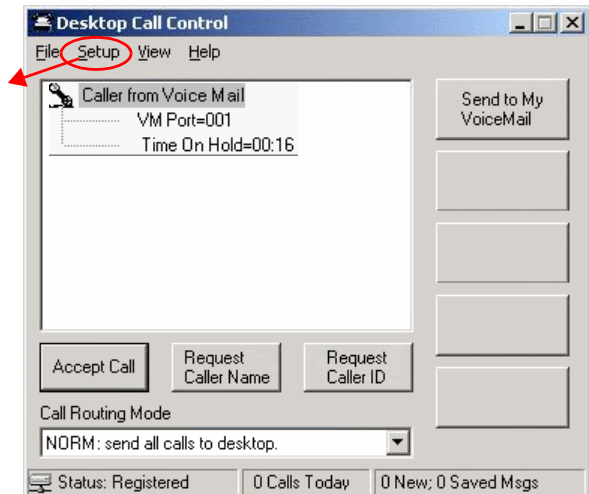 Desktop Call Control
File Setup View Help
Caller from Voice Mail
VM Port=001
Time On Hold=00:16
Send to My
VoiceMail
Accept Call
Request
Caller Name
Request
Caller ID
Call Routing Mode
NORM: send all calls to desktop.
Status: Registered
0 Calls Today
0 New; 0 Saved Msgs